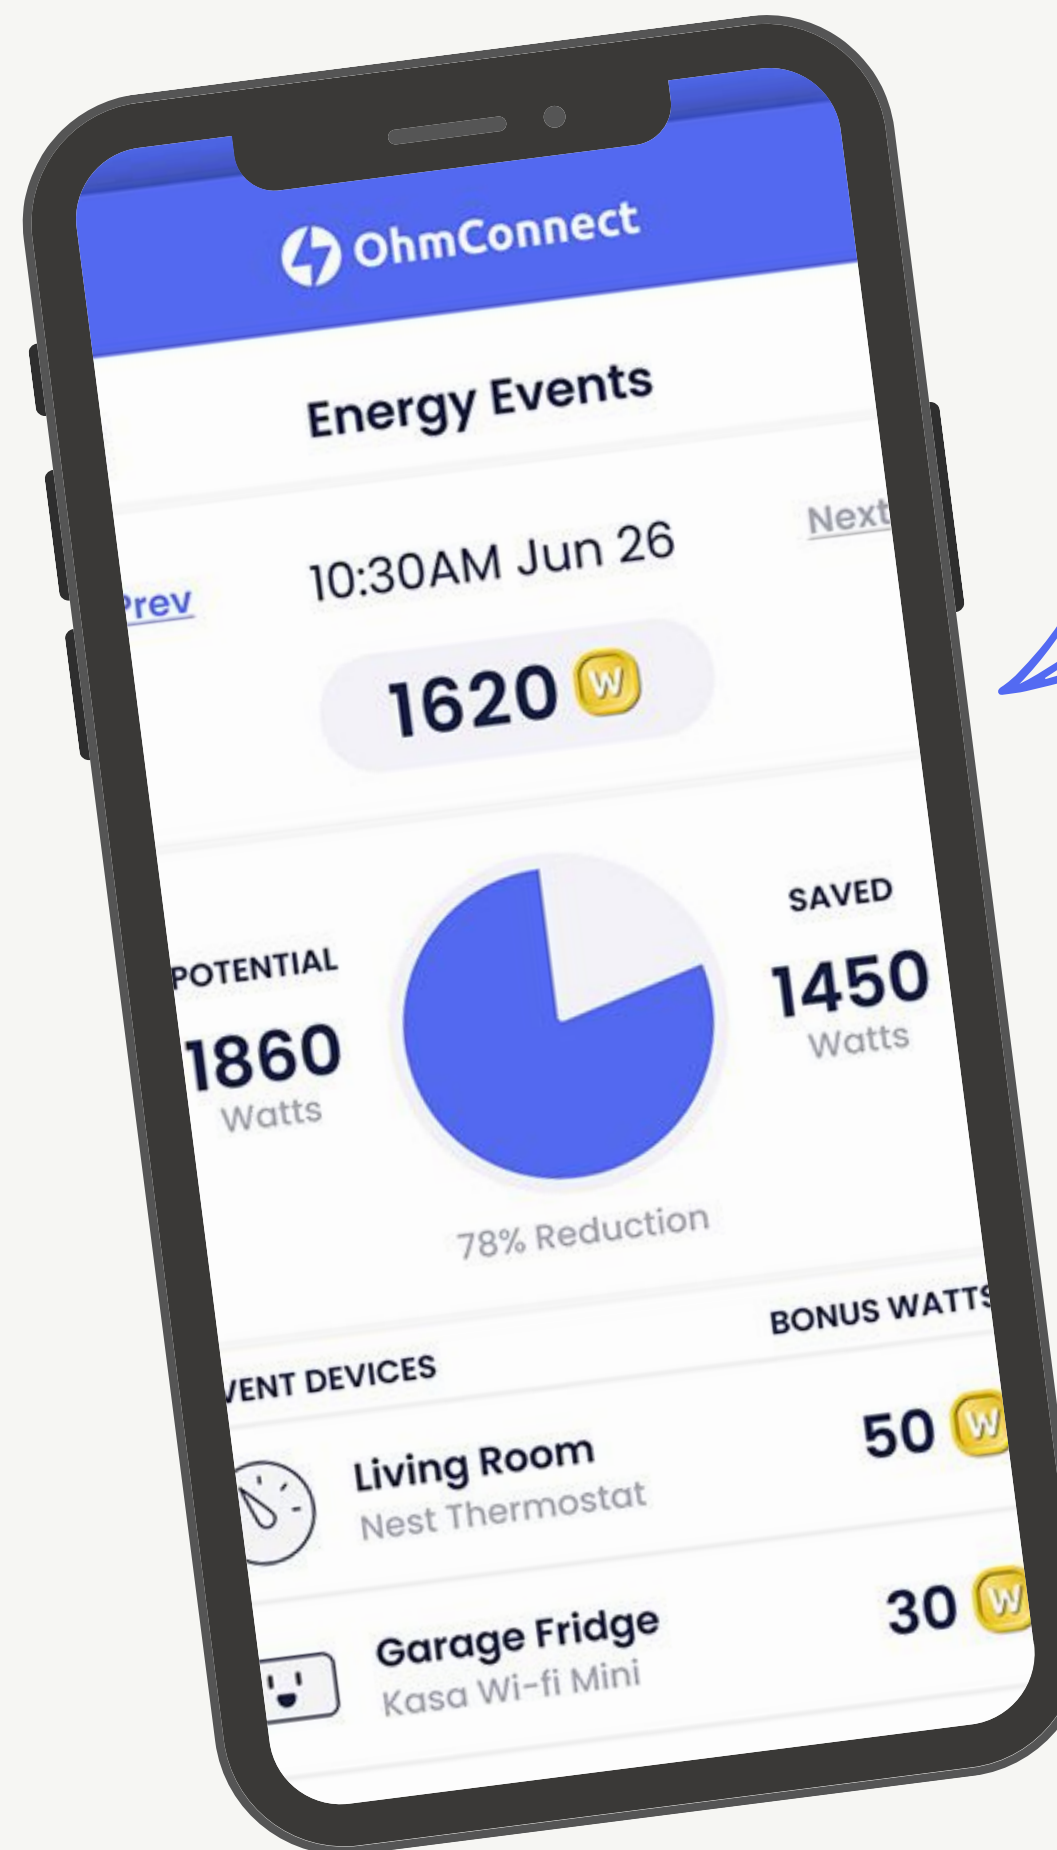 OhmConnect
Energy Events
Prev
10:30AM Jun 26
Next
1620 W
POTENTIAL
1860
Watts
SAVED
1450
Watts
78% Reduction
VENT DEVICES
BONUS WATTS
Living Room
Nest Thermostat
50 W
Garage Fridge
Kasa Wi-fi Mini
30 W